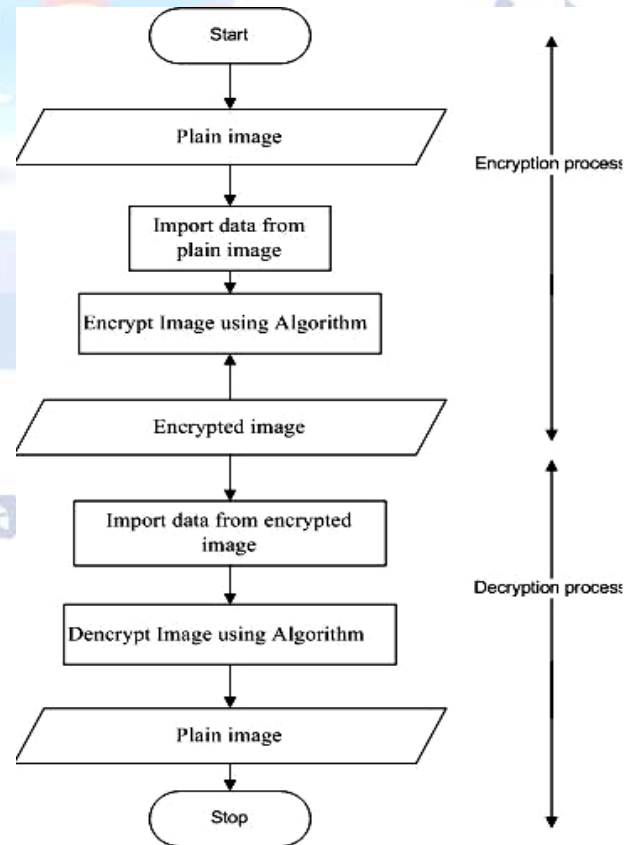 Start
Plain image
Encryption process
Import data from
plain image
Encrypt Image using Algorithm
Encrypted image
Import data from encrypted
image
Decryption process
Dencrypt Image using Algorithm
Plain image
Stop